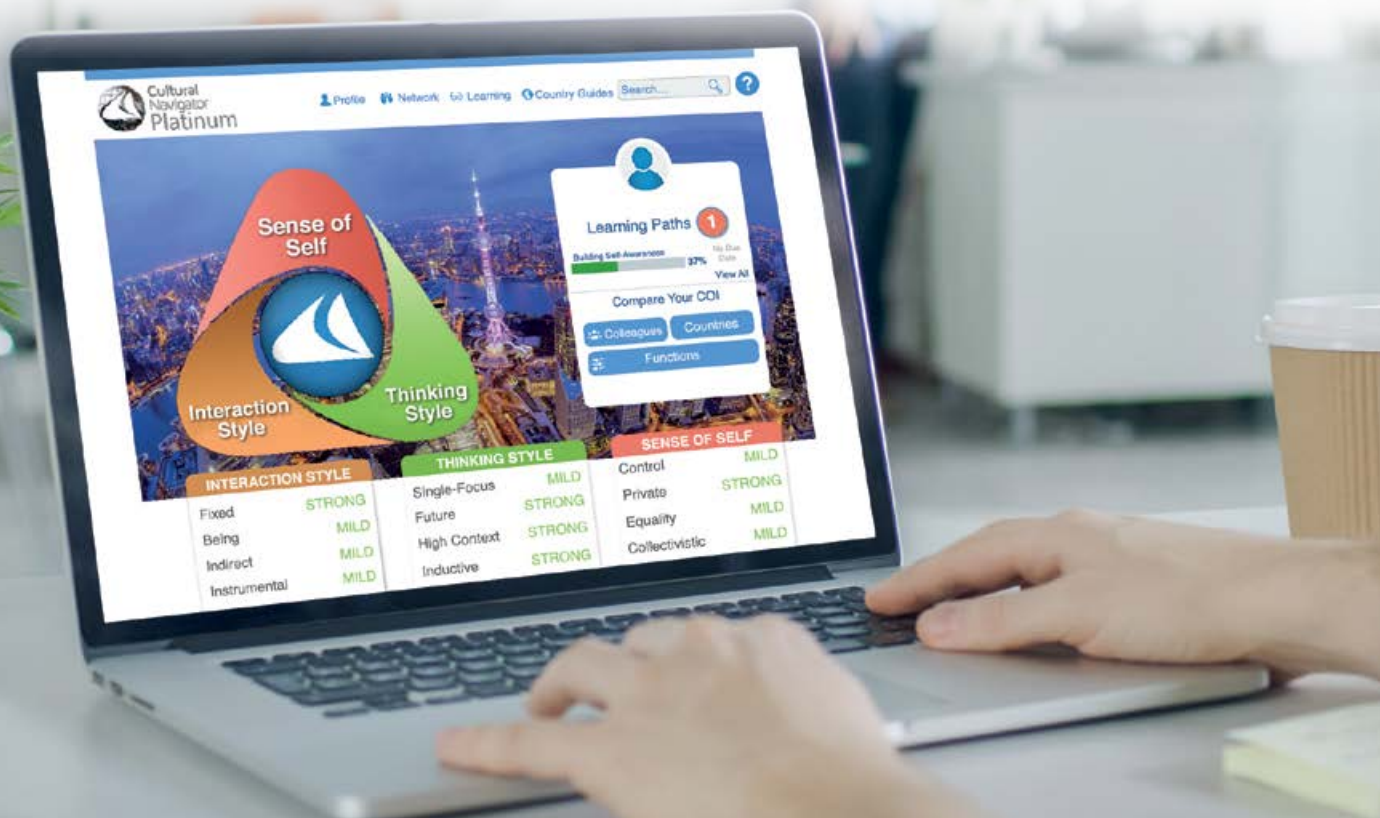 Cultural
Navigator
Platinum
Profile Network Learning Country Guides Search... ?
Sense of
Self
Interaction
Style
Thinking
Style
Learning Paths 1
Building Self-Awareness 37% No Due
Date
View All
Compare Your COI
Colleagues Countries
Functions
INTERACTION STYLE
Fixed STRONG
Being MILD
Indirect MILD
Instrumental MILD
THINKING STYLE
Single-Focus MILD
Future STRONG
High Context STRONG
Inductive STRONG
SENSE OF SELF
Control MILD
Private STRONG
Equality MILD
Collectivistic MILD